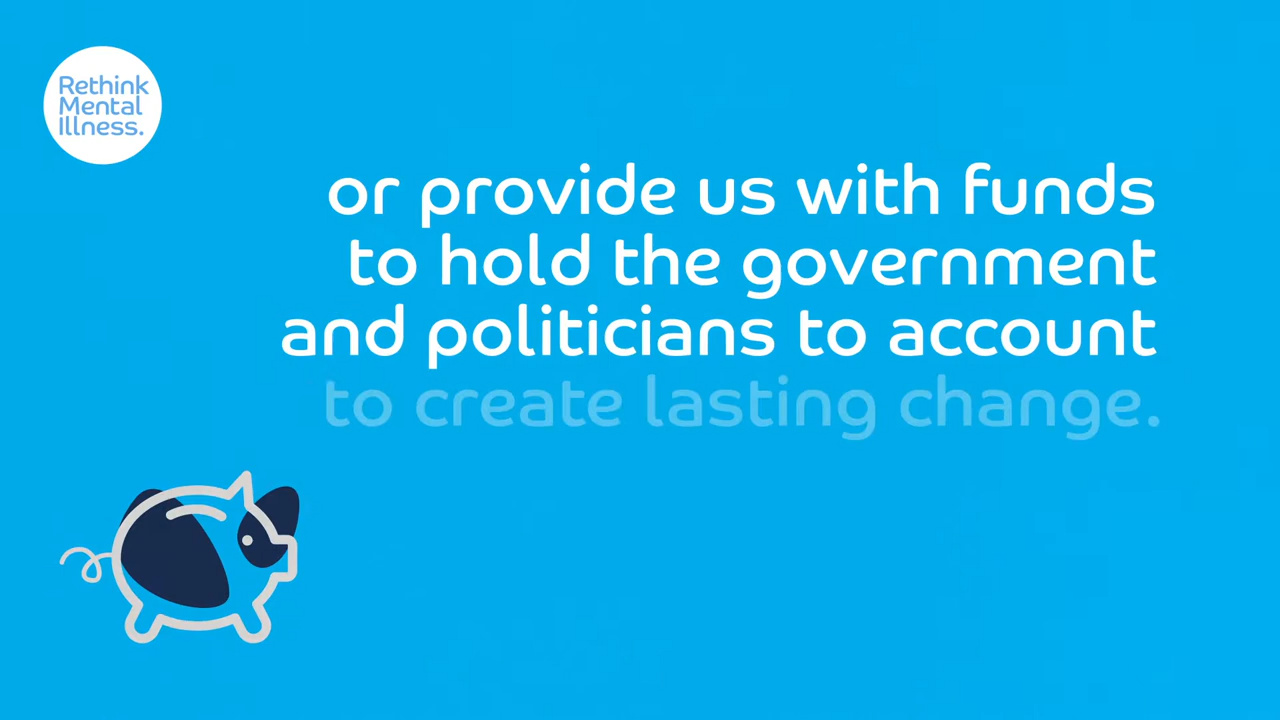 Rethink
Mental
Illness.
or provide us with funds
to hold the government
and politicians to account
to create lasting change.